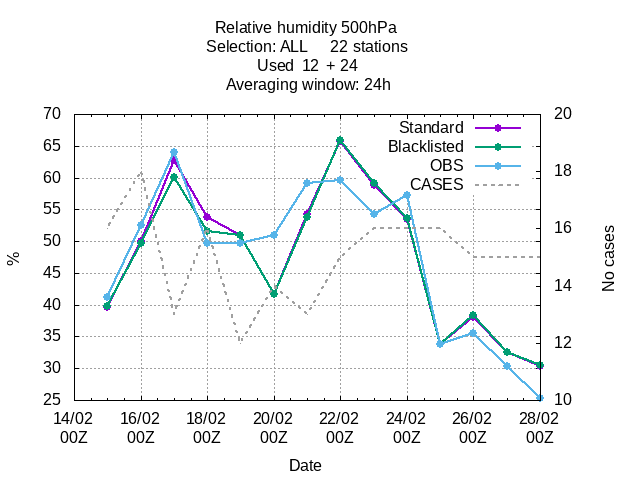 Relative humidity 500hPa
Selection: ALL 22 stations
Used 12 + 24
Averaging window: 24h
70
65
60
55
50
45
40
35
30
25
%
20
18
16
14
12
10
No cases
Standard
Blacklisted
OBS
CASES
14/02 16/02 18/02 20/02 22/02 24/02 26/02 28/02
00Z 00Z 00Z 00Z 00Z 00Z 00Z 00Z
Date